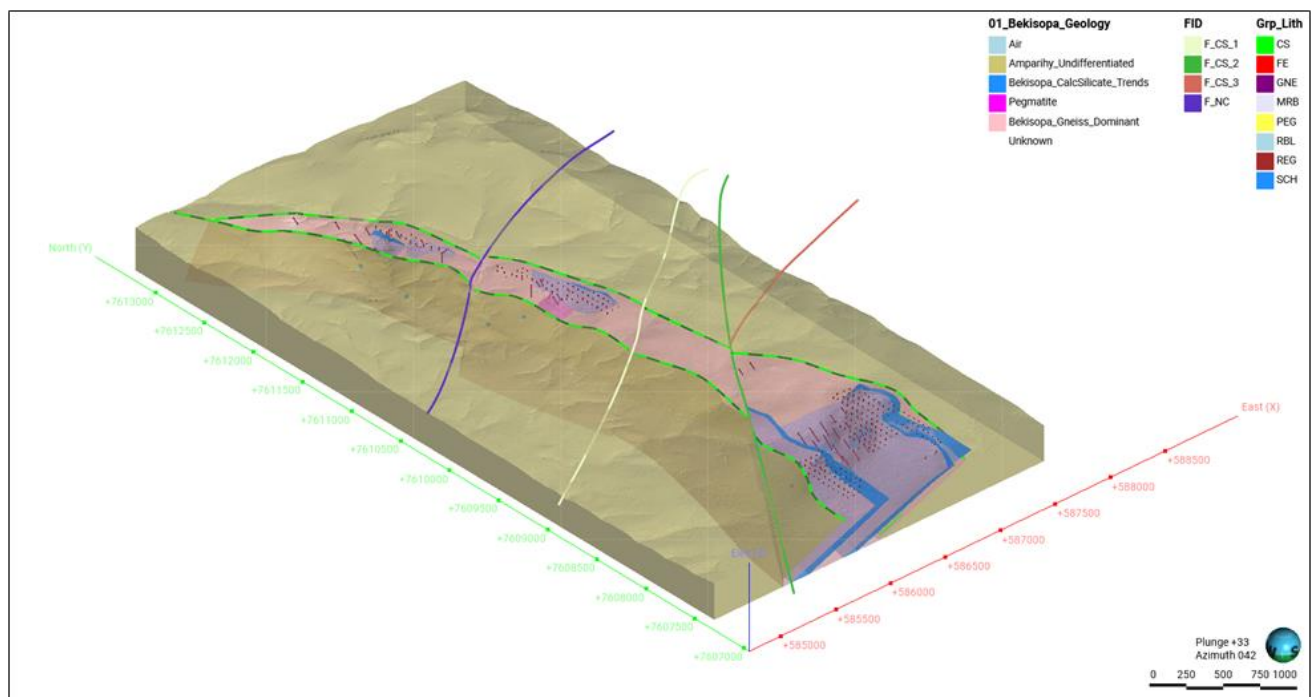 01_Bekisopa_Geology
Air
Amparihy_Undifferentiated
Bekisopa_CalcSilicate_Trends
Pegmatite
Bekisopa_Gneiss_Dominant
Unknown
FID
F_CS_1
F_CS_2
F_CS_3
F_NC
Grp_Lith
CS
FE
GNE
MRB
PEG
RBL
REG
SCH
North (Y)
+7613000
+7612500
+7612000
+7611500
+7611000
+7610500
+7610000
+7609500
+7609000
+7608500
+7608000
+7607500
+7607000
East (X)
+588500
+588000
+587500
+587000
+586500
+586000
+585500
+585000
Plunge +33
Azimuth 042
0 250 500 750 1000